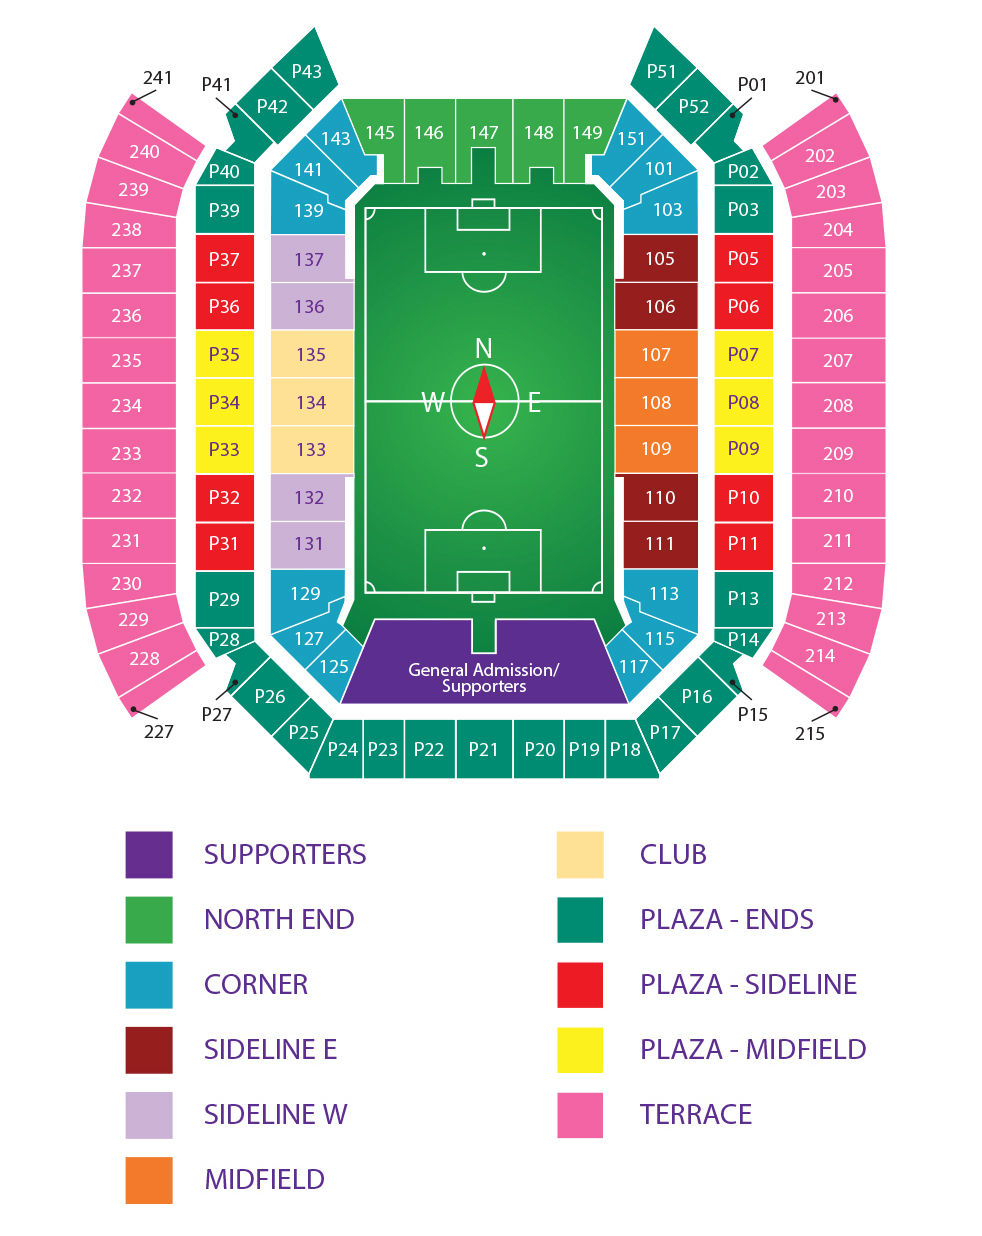 P43
P51
241
P41
P42
P52
P01
201
143
145
146
147
148
149
151
240
141
101
202
P40
P02
239
203
P39
139
103
P03
238
204
237
P37
137
105
P05
205
236
P36
136
106
P06
206
N
235
P35
135
107
P07
207
234
P34
134
W
E
108
P08
208
233
P33
133
S
109
P09
209
232
P32
132
110
P10
210
231
P31
131
111
P11
211
230
129
113
212
P29
P13
229
213
P28
127
115
P14
228
125
General Admission/
Supporters
117
214
P26
P16
227
P27
P15
215
P25
P17
P24
P23
P22
P21
P20
P19
P18
SUPPORTERS
NORTH END
CORNER
SIDELINE E
SIDELINE W
MIDFIELD
CLUB
PLAZA - ENDS
PLAZA - SIDELINE
PLAZA - MIDFIELD
TERRACE